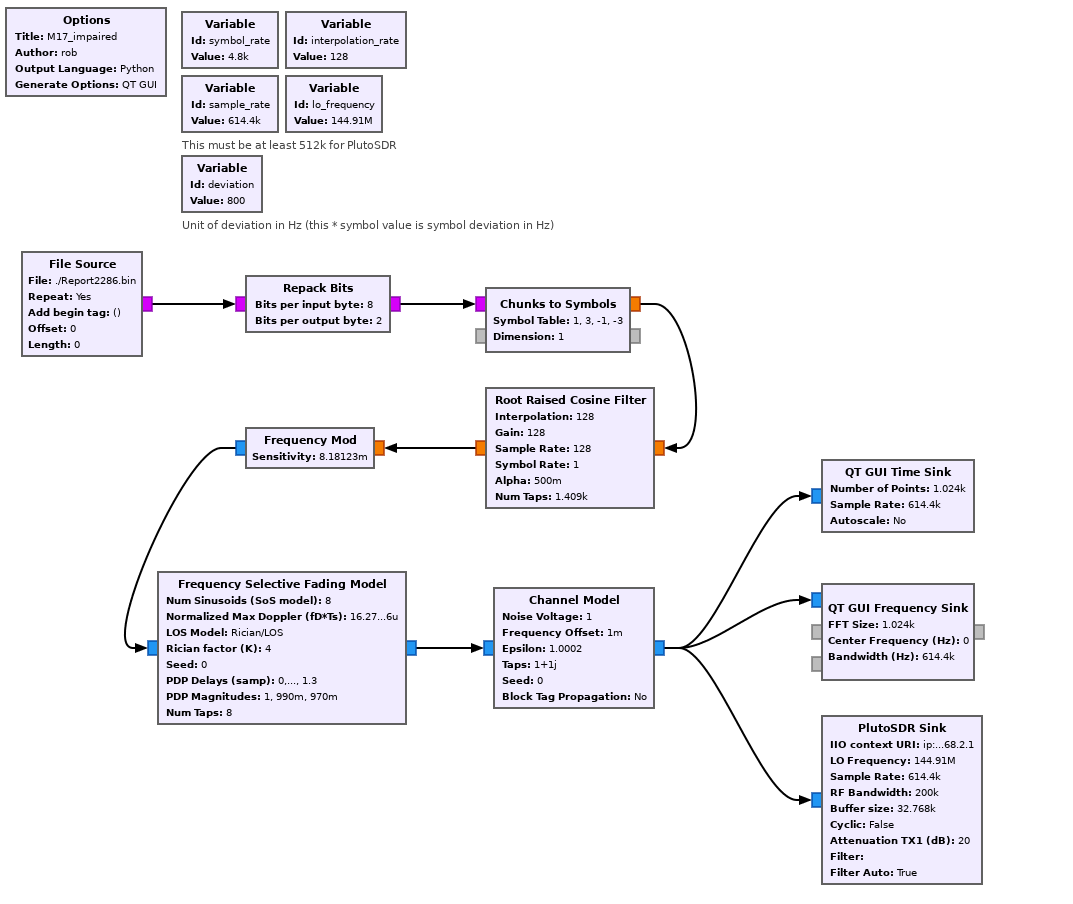 Options
Title: M17_impaired
Author: rob
Output Language: Python
Generate Options: QT GUI
Variable
Id: symbol_rate
Value: 4.8k
Variable
Id: interpolation_rate
Value: 128
Variable
Id: sample_rate
Value: 614.4k
Variable
Id: lo_frequency
Value: 144.91M
This must be at least 512k for PlutoSDR
Variable
Id: deviation
Value: 800
Unit of deviation in Hz (this * symbol value is symbol deviation in Hz)
File Source
File: ./Report2286.bin
Repeat: Yes
Add begin tag: ()
Offset: 0
Length: 0
Repack Bits
Bits per input byte: 8
Bits per output byte: 2
Chunks to Symbols
Symbol Table: 1, 3, -1, -3
Dimension: 1
Root Raised Cosine Filter
Interpolation: 128
Gain: 128
Sample Rate: 128
Symbol Rate: 1
Alpha: 500m
Num Taps: 1.409k
Frequency Mod
Sensitivity: 8.18123m
Frequency Selective Fading Model
Num Sinusoids (SoS model): 8
Normalized Max Doppler (fD*Ts): 16.27...6u
LOS Model: Rician/LOS
Rician factor (K): 4
Seed: 0
PDP Delays (samp): 0,..., 1.3
PDP Magnitudes: 1, 990m, 970m
Num Taps: 8
Channel Model
Noise Voltage: 1
Frequency Offset: 1m
Epsilon: 1.0002
Taps: 1+1j
Seed: 0
Block Tag Propagation: No
QT GUI Time Sink
Number of Points: 1.024k
Sample Rate: 614.4k
Autoscale: No
QT GUI Frequency Sink
FFT Size: 1.024k
Center Frequency (Hz): 0
Bandwidth (Hz): 614.4k
PlutoSDR Sink
IIO context URI: ip:...68.2.1
LO Frequency: 144.91M
Sample Rate: 614.4k
RF Bandwidth: 200k
Buffer size: 32.768k
Cyclic: False
Attenuation TX1 (dB): 20
Filter:
Filter Auto: True